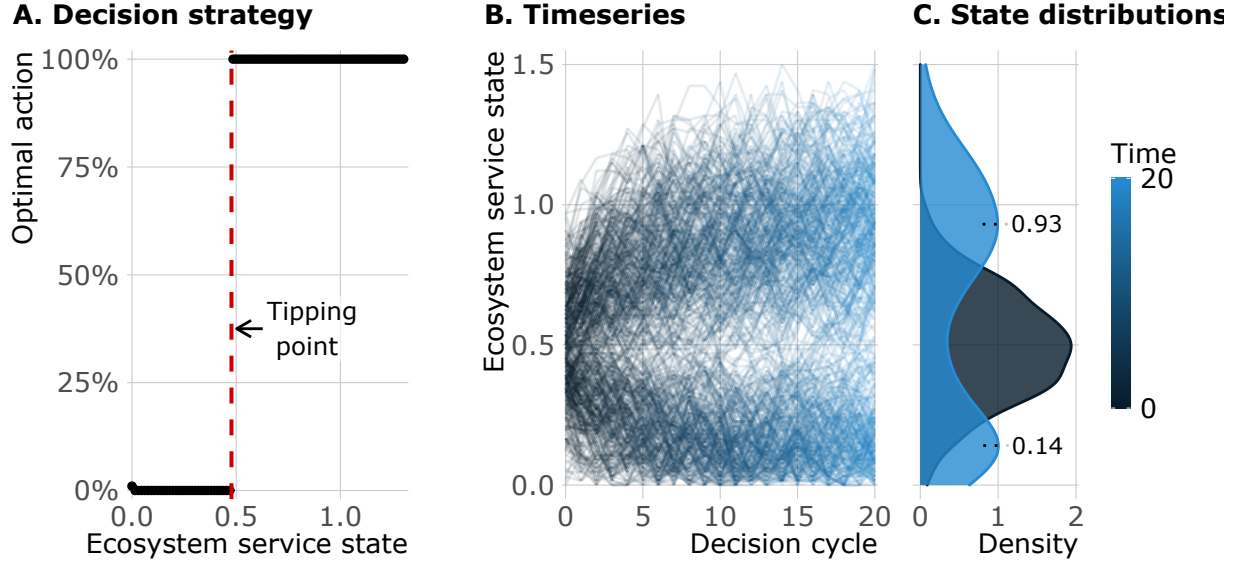 A. Decision strategy
Optimal action
100%
75%
50%
25%
0%
Tipping
point
0.0 0.5 1.0
Ecosystem service state
B. Timeseries
Ecosystem service state
1.5
1.0
0.5
0.0
0 5 10 15 20
Decision cycle
C. State distributions
0.93
0.14
0 1 2
Density
Time
20
0